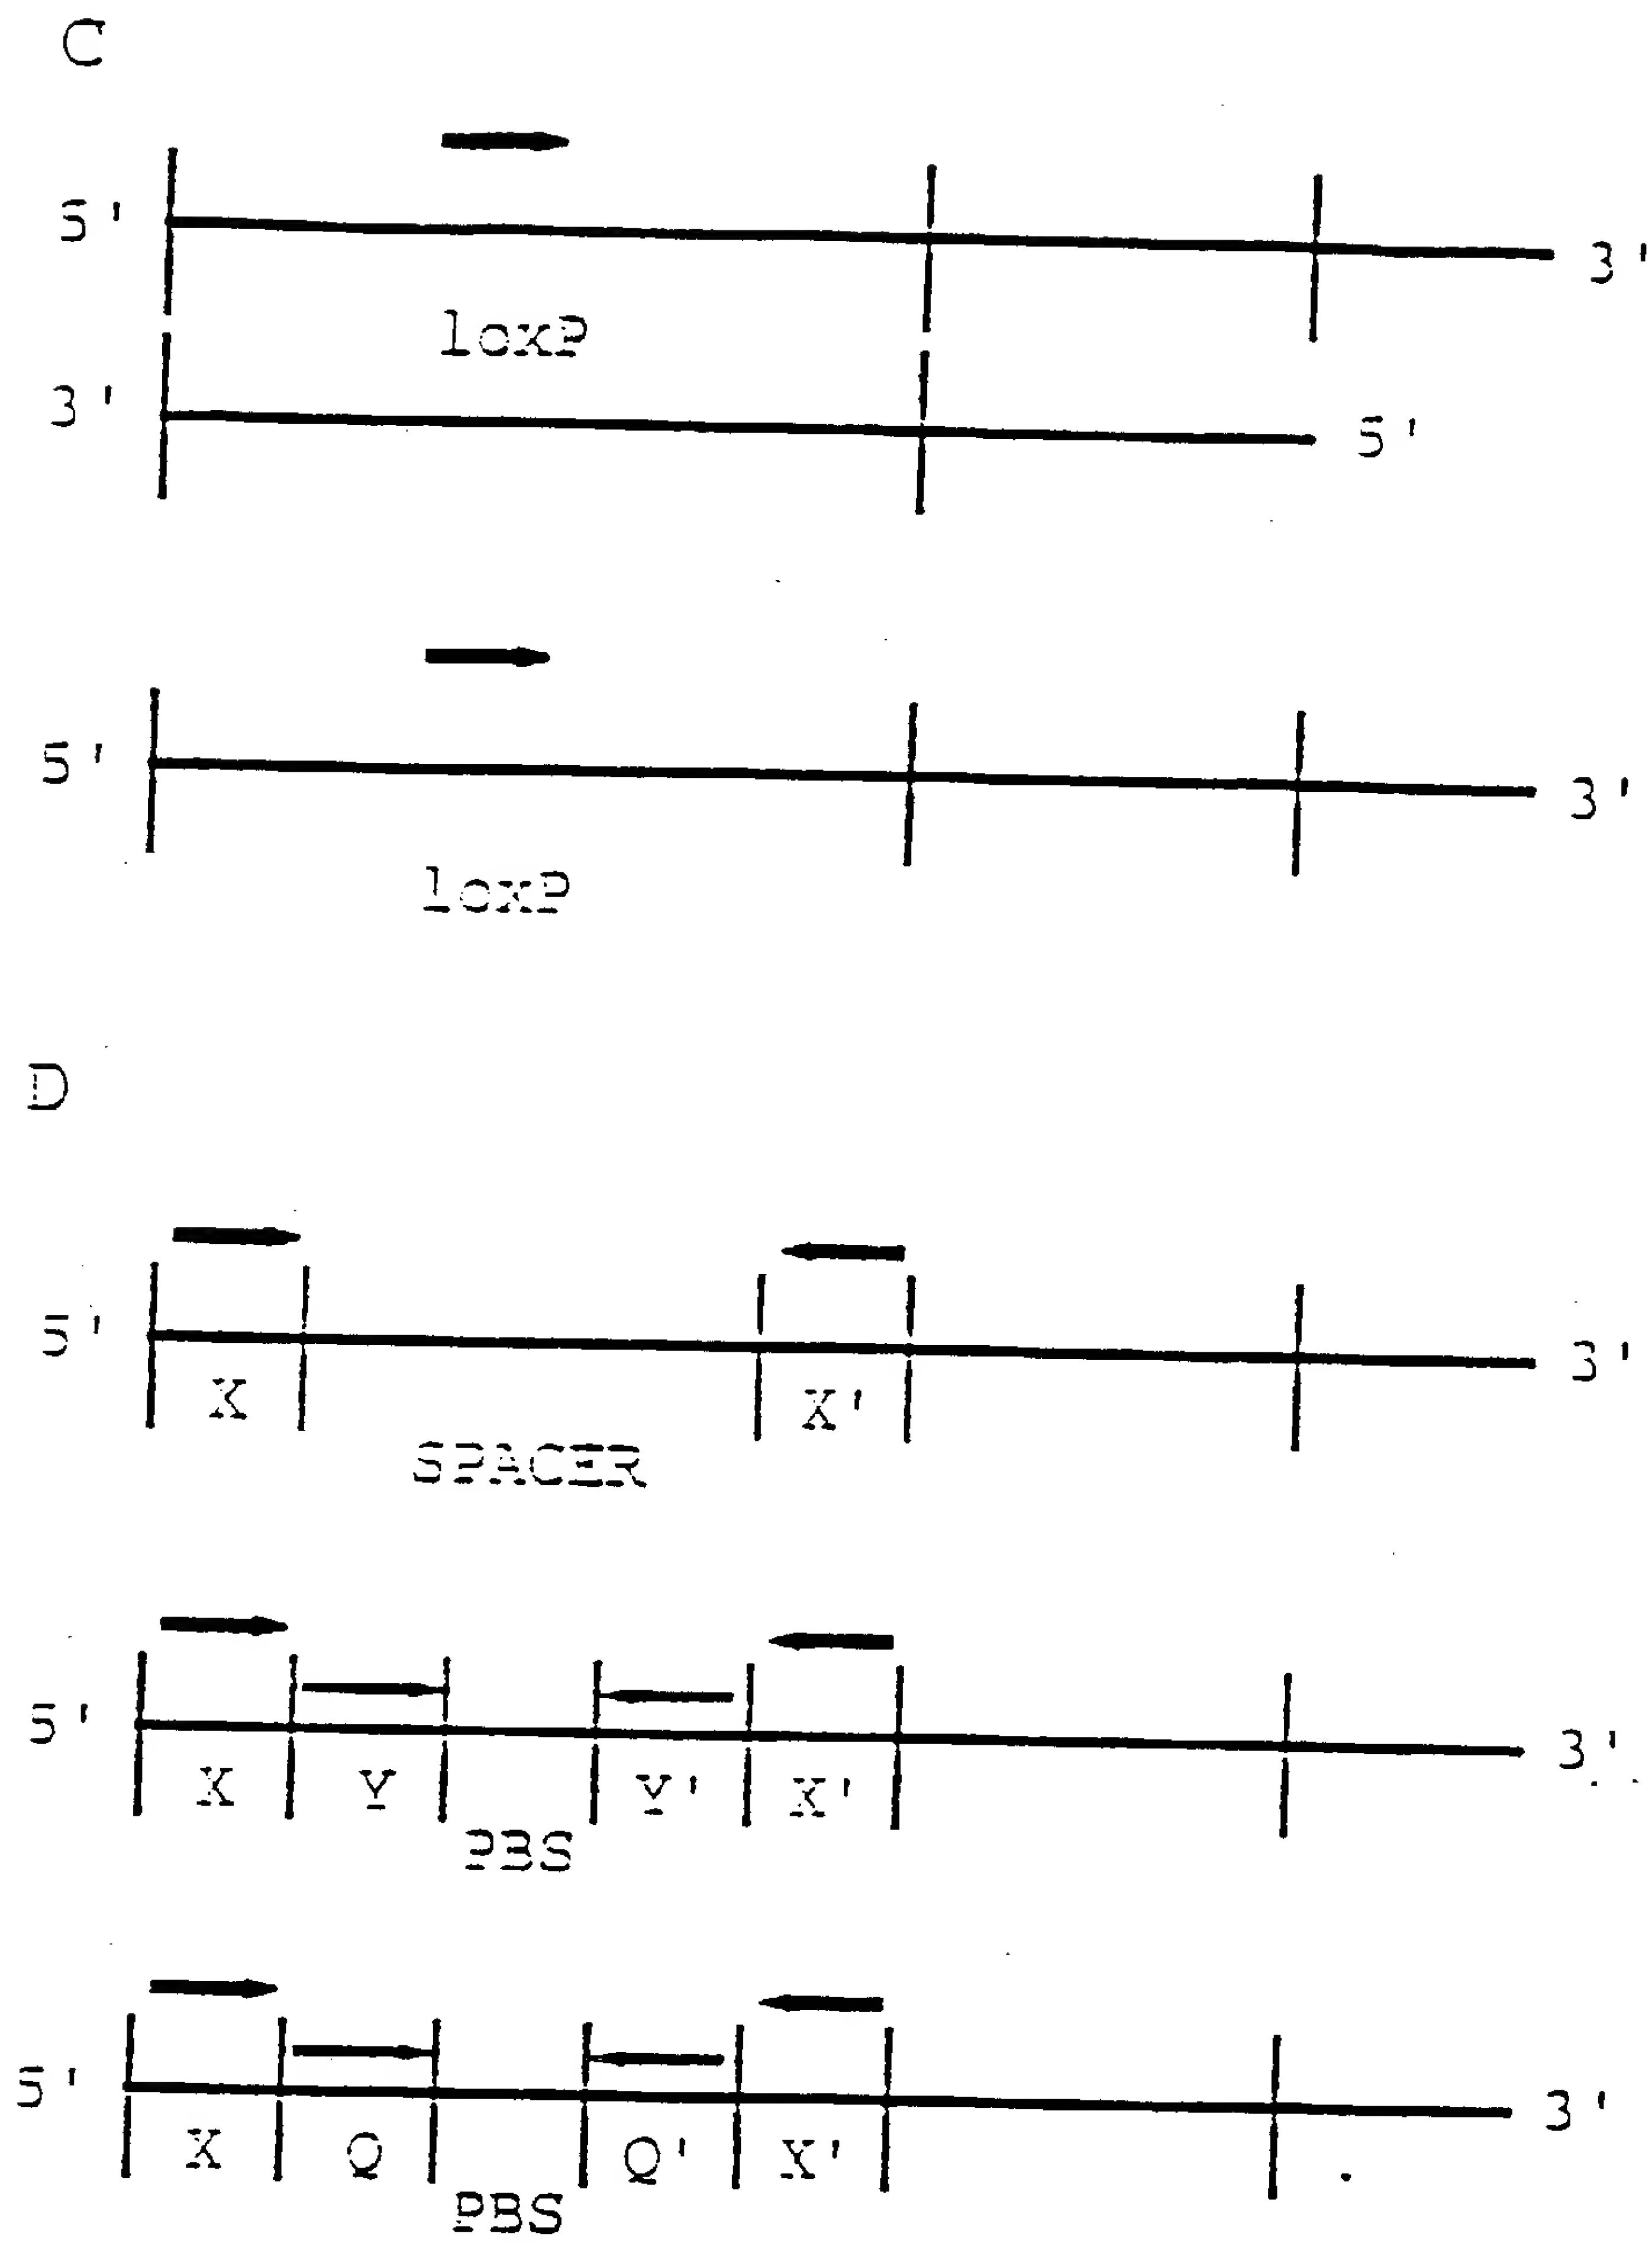 C
5' 3'
loxP
3' 5'
5' 3'
loxP
D
5' 3'
X X'
SPACER
5' 3'
X Y Y' X'
PBS
5' 3'
X Q Q' X'
PBS